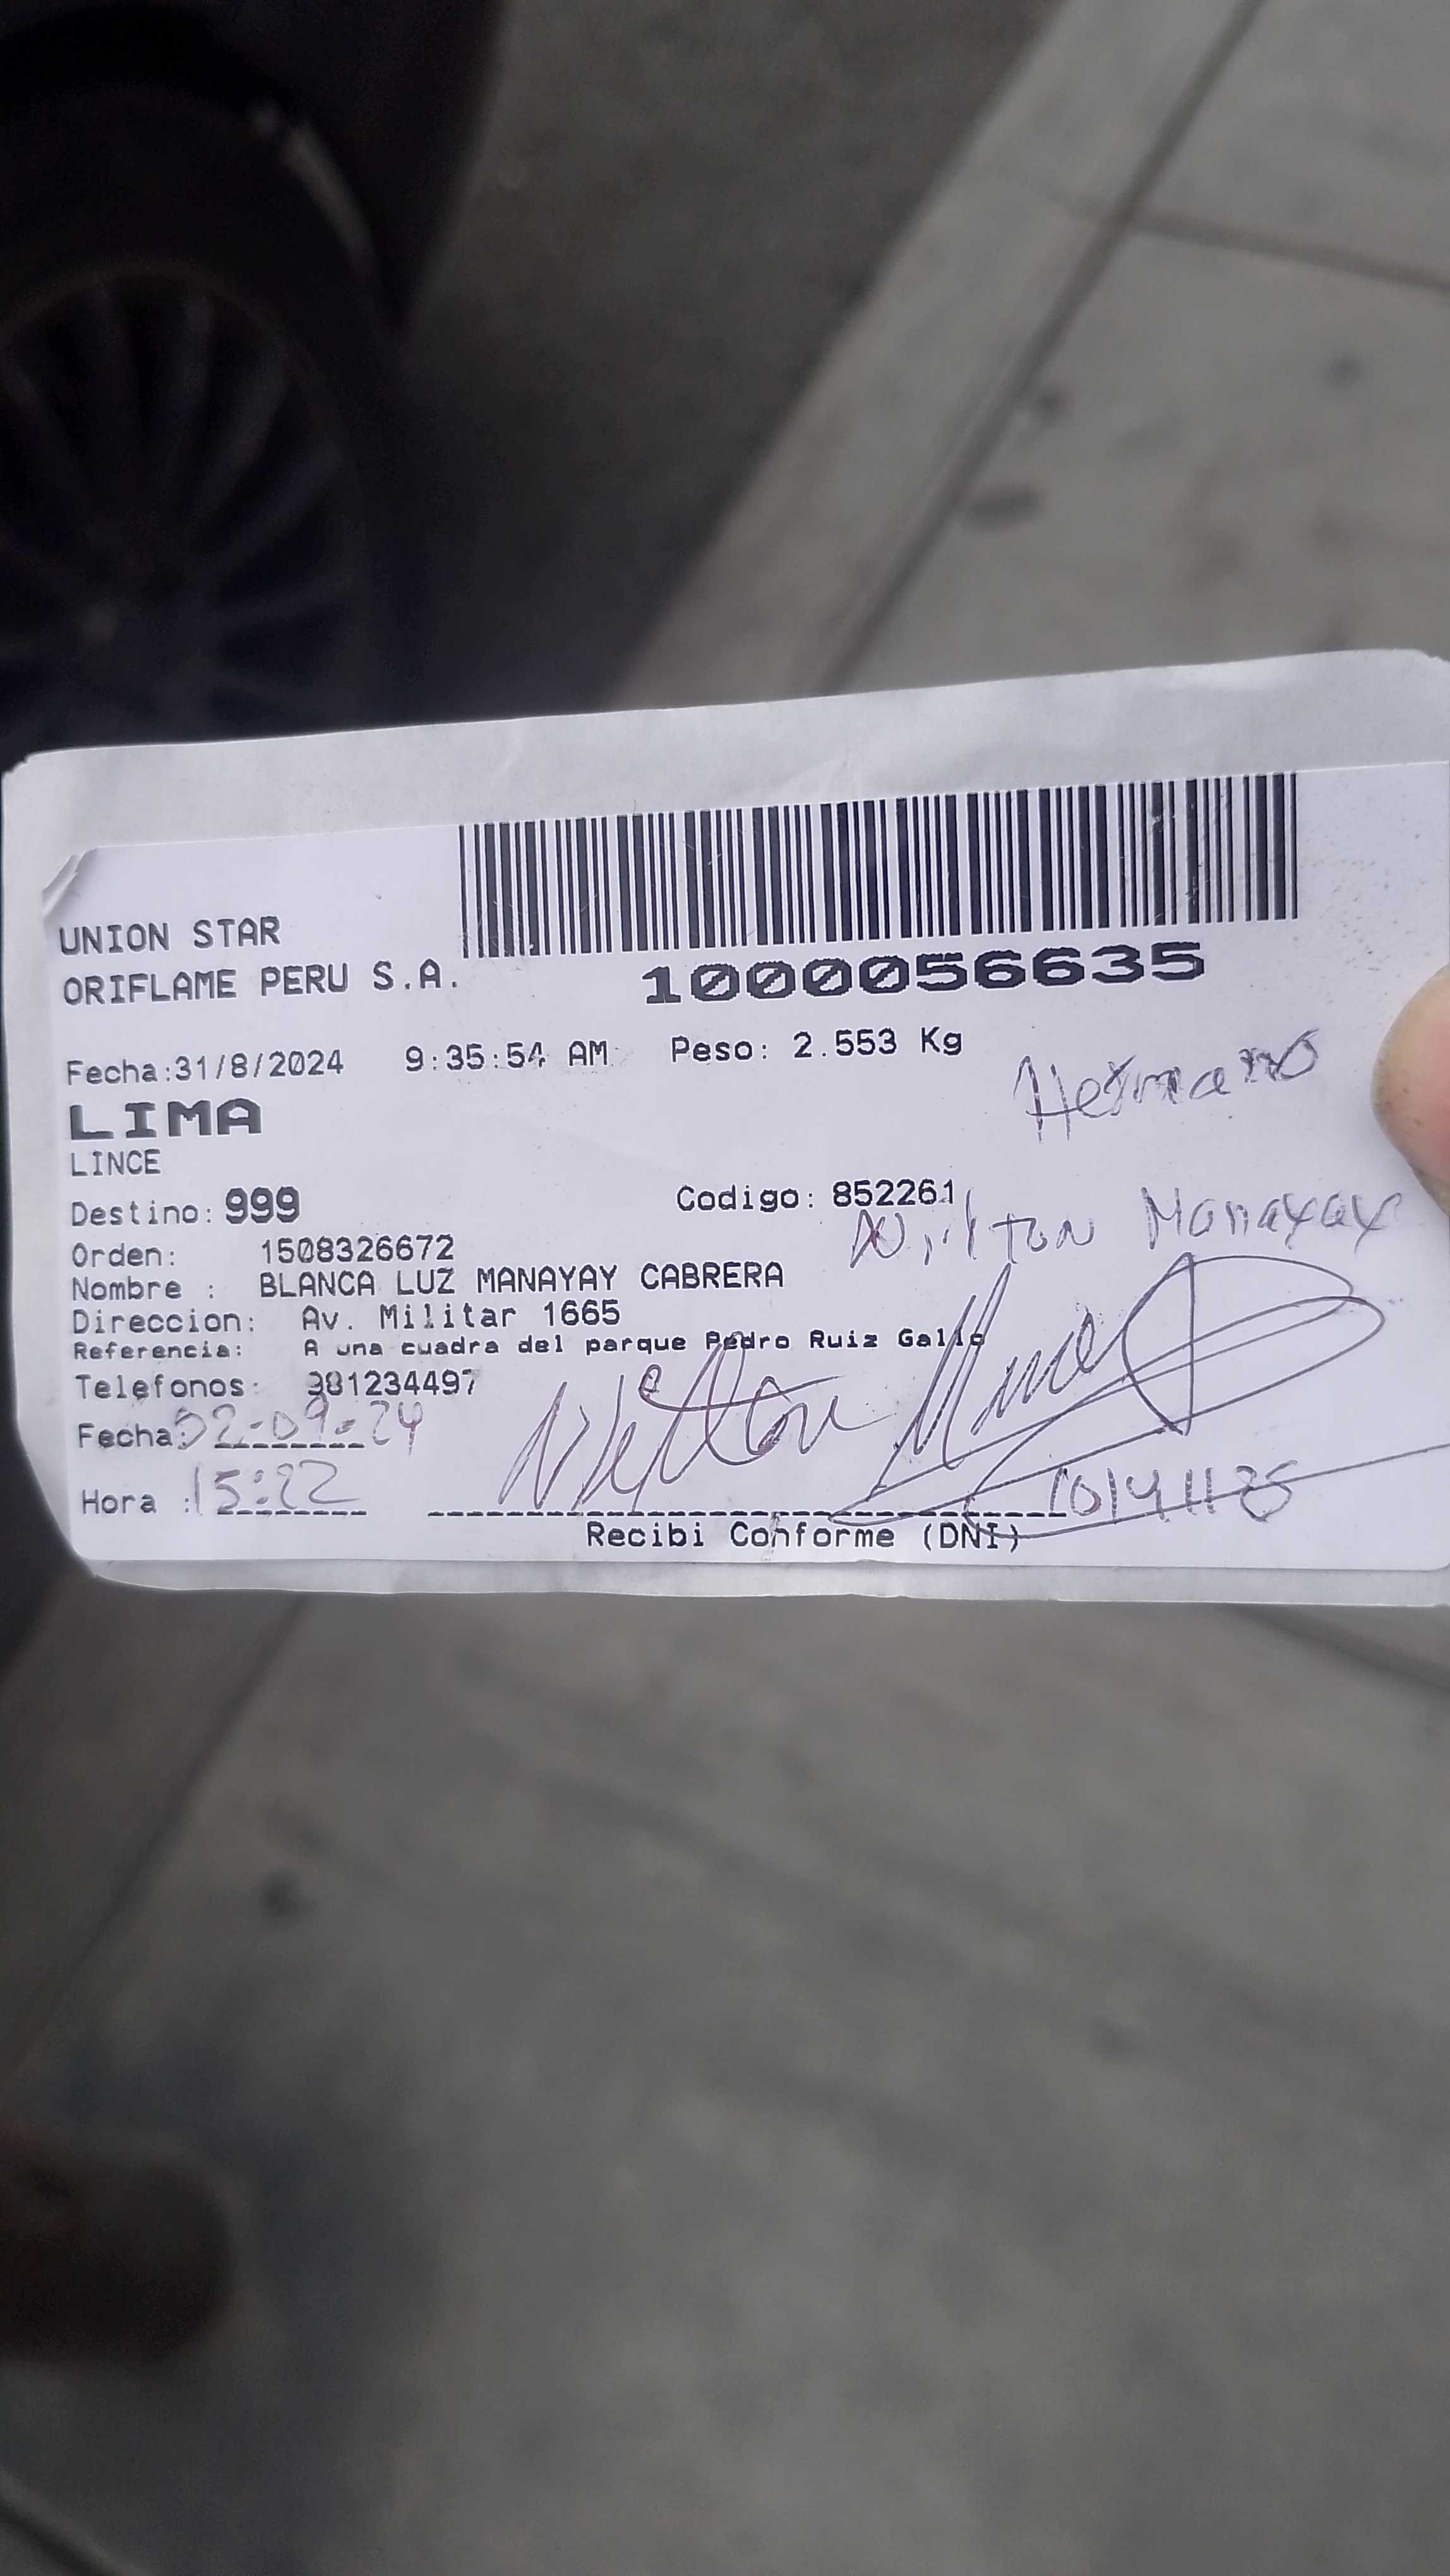 UNION STAR
ORIFLAME PERU S.A.
1000056635
Fecha:31/8/2024 9:35:54 AM Peso: 2.553 Kg
Hermano
LIMA
LINCE
Destino: 999 Codigo: 852261
Wilton Manayay
Orden: 1508326672
Nombre : BLANCA LUZ MANAYAY CABRERA
Direccion: Av. Militar 1665
Referencia: A una cuadra del parque Pedro Ruiz Gallo
Telefonos: 981234497
Fecha: 02-09-24
Hora : 15:22
10141185
Recibi Conforme (DNI)